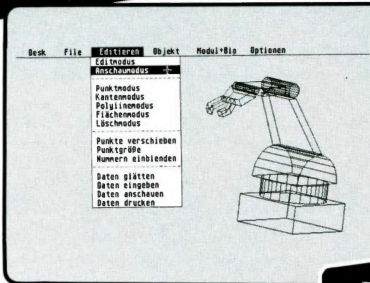 Desk File Editieren Objekt Modul+Bio Optionen
Editmodus
Anschaumodus
Punktmodus
Kantenmodus
Polylinemodus
Flächenmodus
Löschmodus
Punkte verschieben
Punktgröße
Nummern einblenden
Daten glätten
Daten eingeben
Daten anschauen
Daten drucken